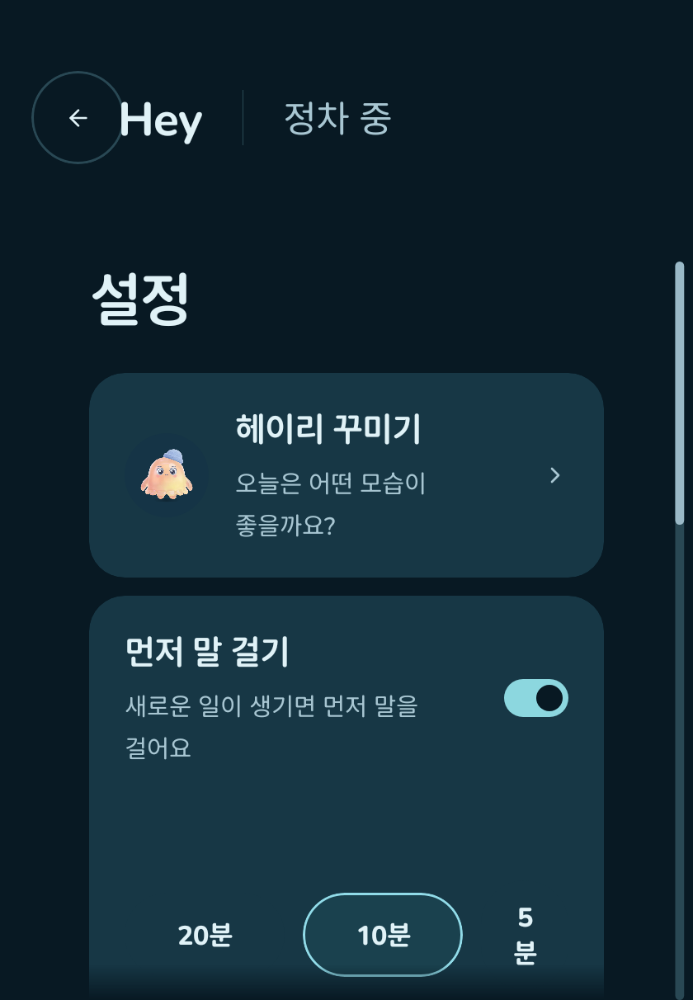 Hey
정차 중
설정
헤이리 꾸미기
오늘은 어떤 모습이
좋을까요?
먼저 말 걸기
새로운 일이 생기면 먼저 말을
걸어요
20분
10분
5
분